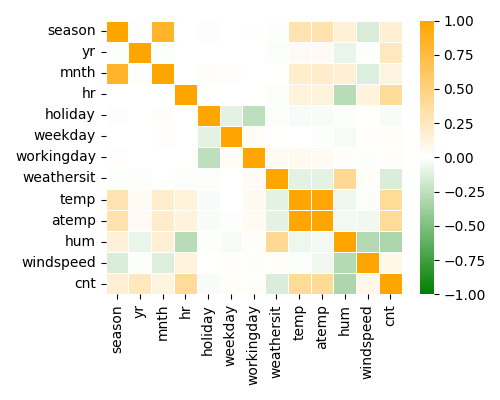 season
yr
mnth
hr
holiday
weekday
workingday
weathersit
temp
atemp
hum
windspeed
cnt
season
yr
mnth
hr
holiday
weekday
workingday
weathersit
temp
atemp
hum
windspeed
cnt
1.00
0.75
0.50
0.25
0.00
−0.25
−0.50
−0.75
−1.00